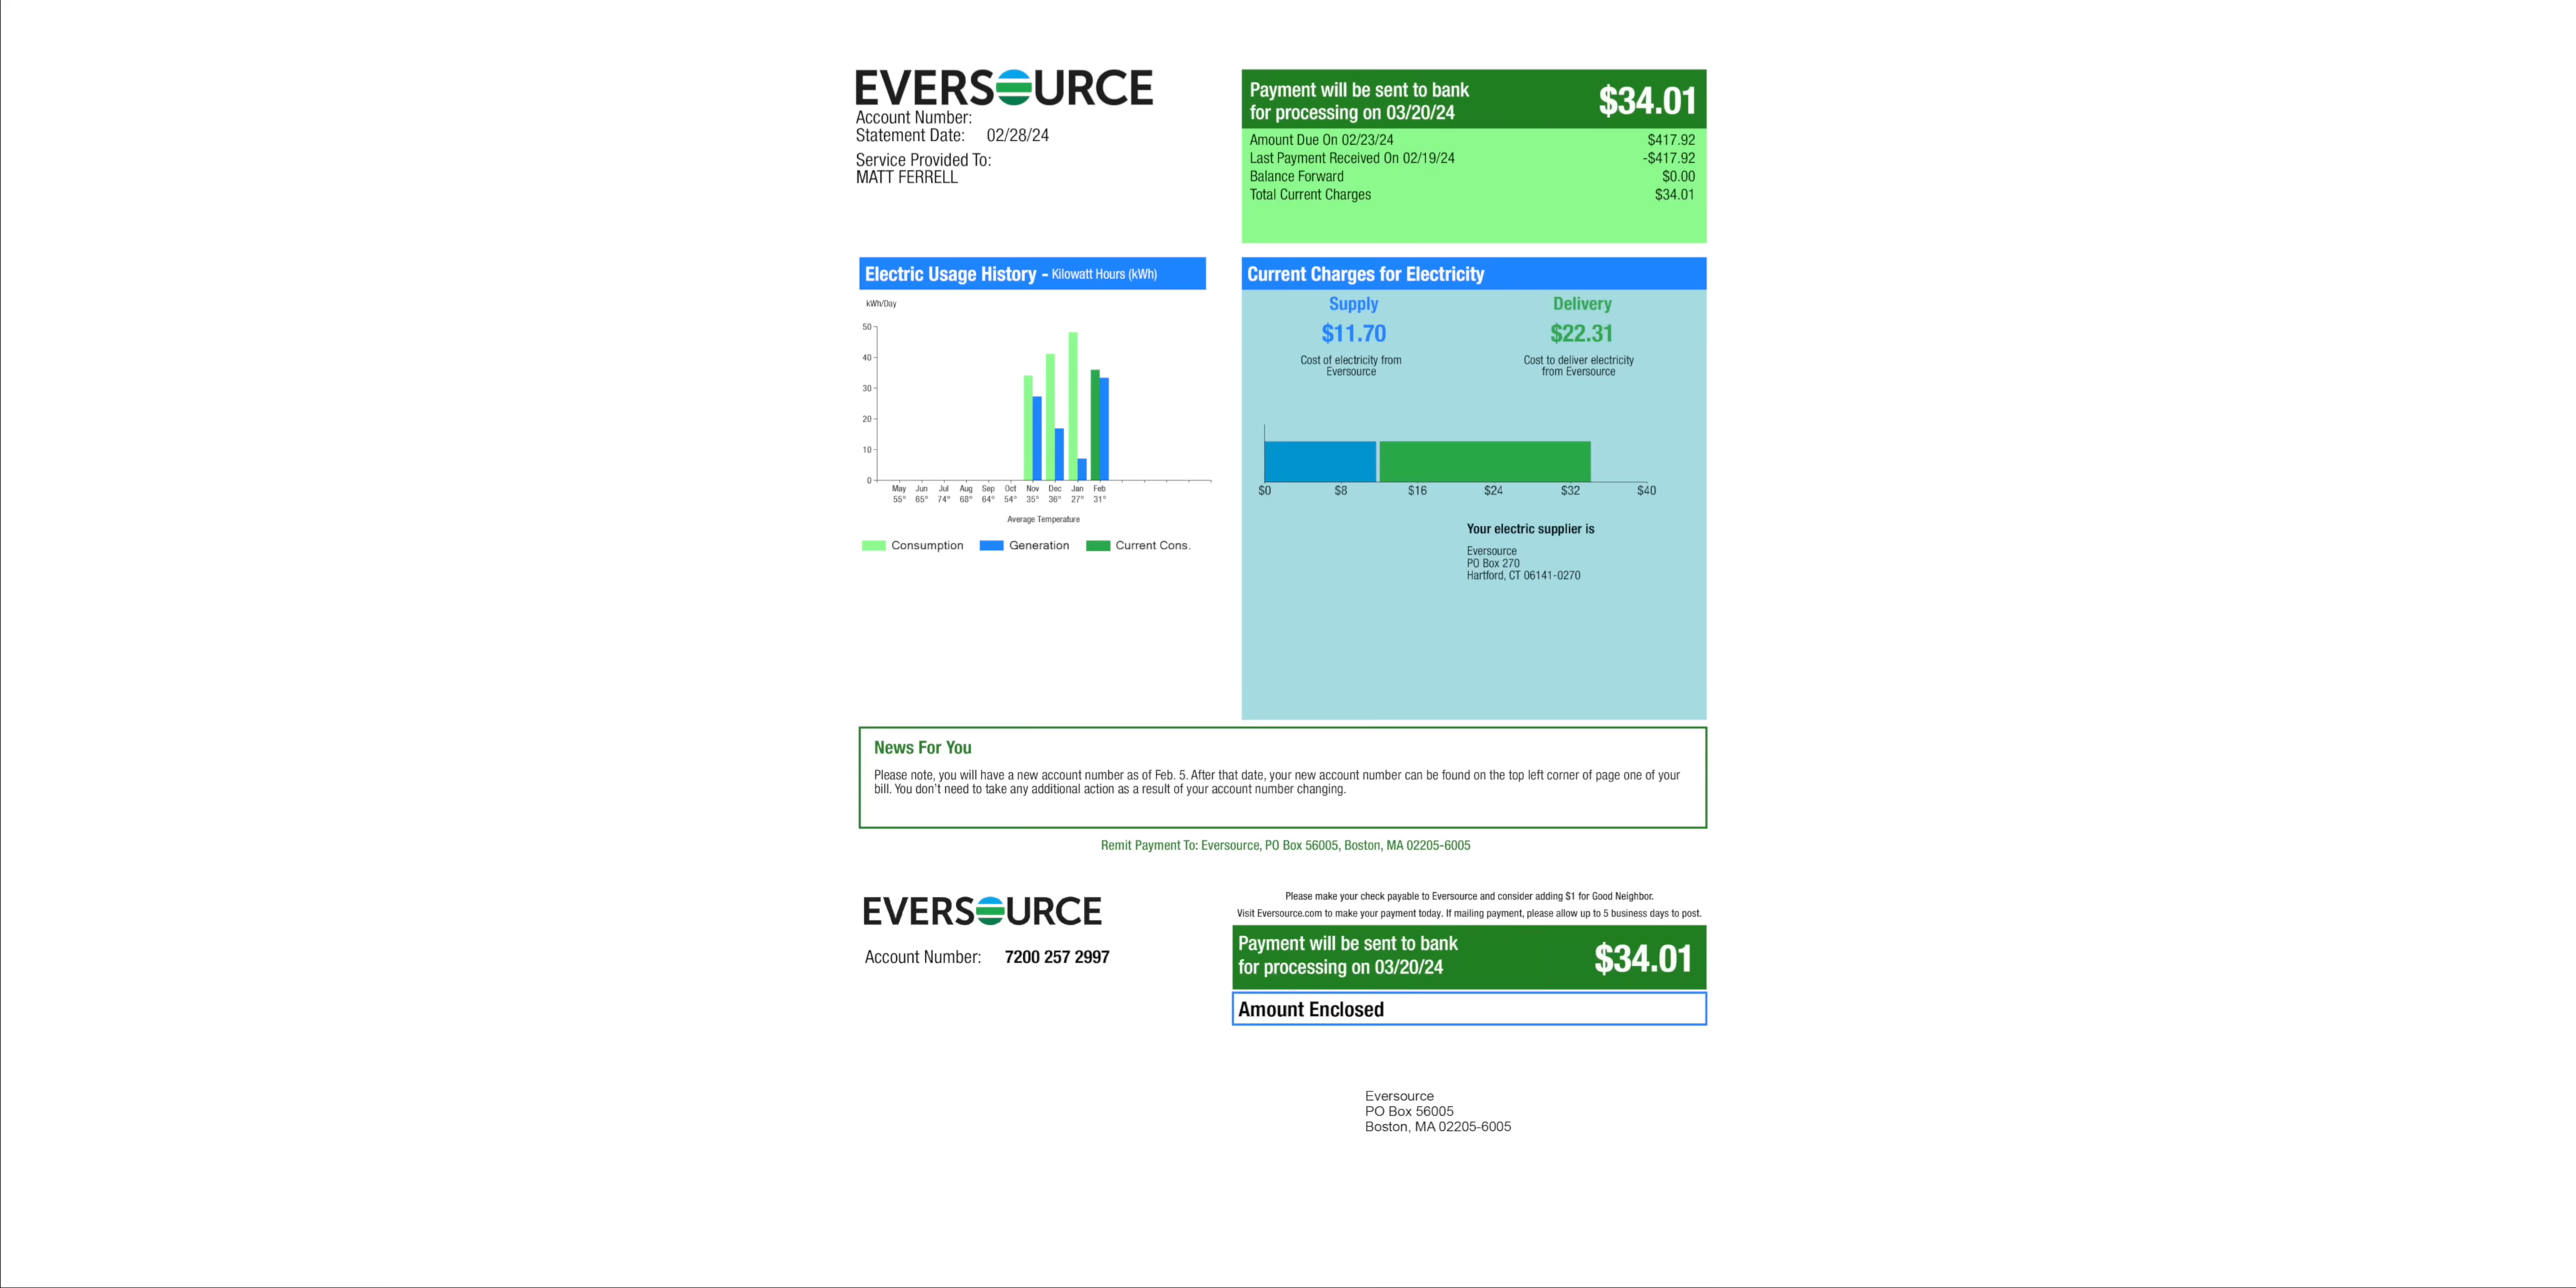 EVERSOURCE
Account Number:
Statement Date: 02/28/24
Service Provided To:
MATT FERRELL
Payment will be sent to bank
for processing on 03/20/24
$34.01
Amount Due On 02/23/24 $417.92
Last Payment Received On 02/19/24 -$417.92
Balance Forward $0.00
Total Current Charges $34.01
Electric Usage History - Kilowatt Hours (kWh)
kWh/Day
50
40
30
20
10
0
May Jun Jul Aug Sep Oct Nov Dec Jan Feb
55° 65° 74° 68° 64° 54° 35° 36° 27° 31°
Average Temperature
Consumption Generation Current Cons.
Current Charges for Electricity
Supply Delivery
$11.70 $22.31
Cost of electricity from
Eversource
Cost to deliver electricity
from Eversource
$0 $8 $16 $24 $32 $40
Your electric supplier is
Eversource
PO Box 270
Hartford, CT 06141-0270
News For You
Please note, you will have a new account number as of Feb. 5. After that date, your new account number can be found on the top left corner of page one of your
bill. You don't need to take any additional action as a result of your account number changing.
Remit Payment To: Eversource, PO Box 56005, Boston, MA 02205-6005
EVERSOURCE
Account Number: 7200 257 2997
Please make your check payable to Eversource and consider adding $1 for Good Neighbor.
Visit Eversource.com to make your payment today. If mailing payment, please allow up to 5 business days to post.
Payment will be sent to bank
for processing on 03/20/24
$34.01
Amount Enclosed
Eversource
PO Box 56005
Boston, MA 02205-6005